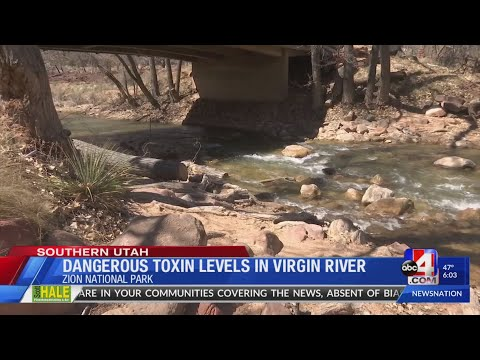 SOUTHERN UTAH
DANGEROUS TOXIN LEVELS IN VIRGIN RIVER
ZION NATIONAL PARK
abc 4 UTAH
.COM
47°
6:03
HALE
ARE IN YOUR COMMUNITIES COVERING THE NEWS, ABSENT OF BIA
NEWSNATION